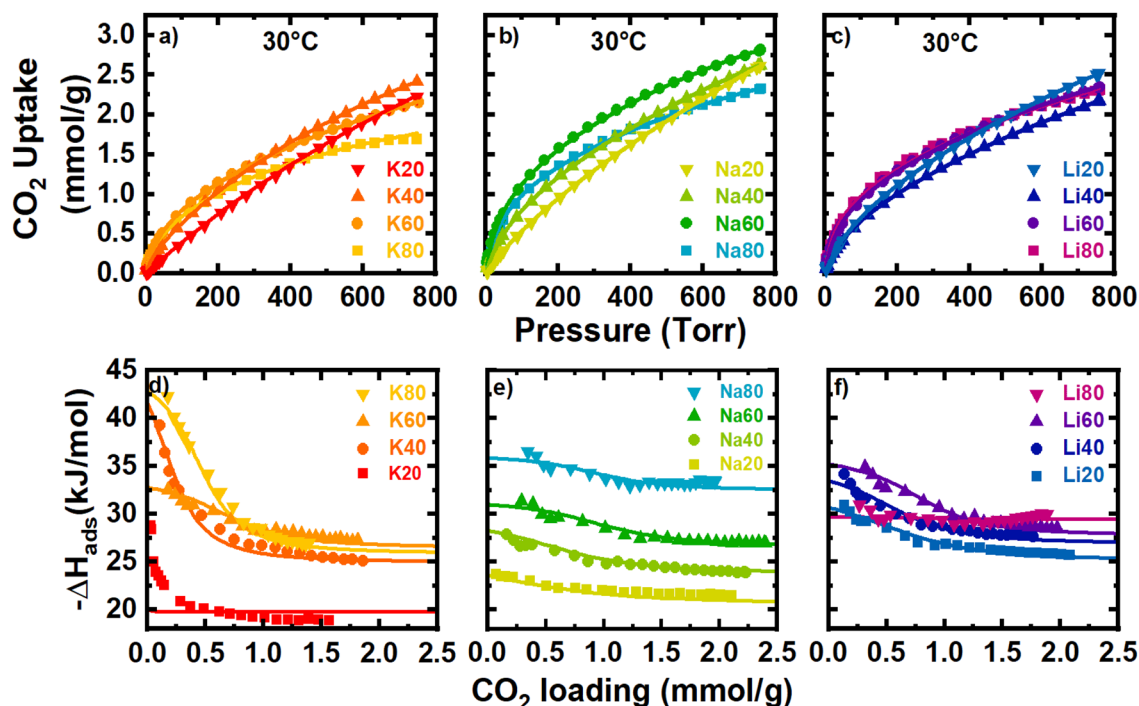 a)
30°C
CO2 Uptake
(mmol/g)
3.0
2.5
2.0
1.5
1.0
0.5
0.0
K20
K40
K60
K80
0 200 400 600 800
b)
30°C
Na20
Na40
Na60
Na80
0 200 400 600 800
c)
30°C
Li20
Li40
Li60
Li80
0 200 400 600 800
Pressure (Torr)
-ΔHads(kJ/mol)
45
40
35
30
25
20
d)
K80
K60
K40
K20
0.0 0.5 1.0 1.5 2.0 2.5
e)
Na80
Na60
Na40
Na20
0.0 0.5 1.0 1.5 2.0 2.5
f)
Li80
Li60
Li40
Li20
0.0 0.5 1.0 1.5 2.0 2.5
CO2 loading (mmol/g)